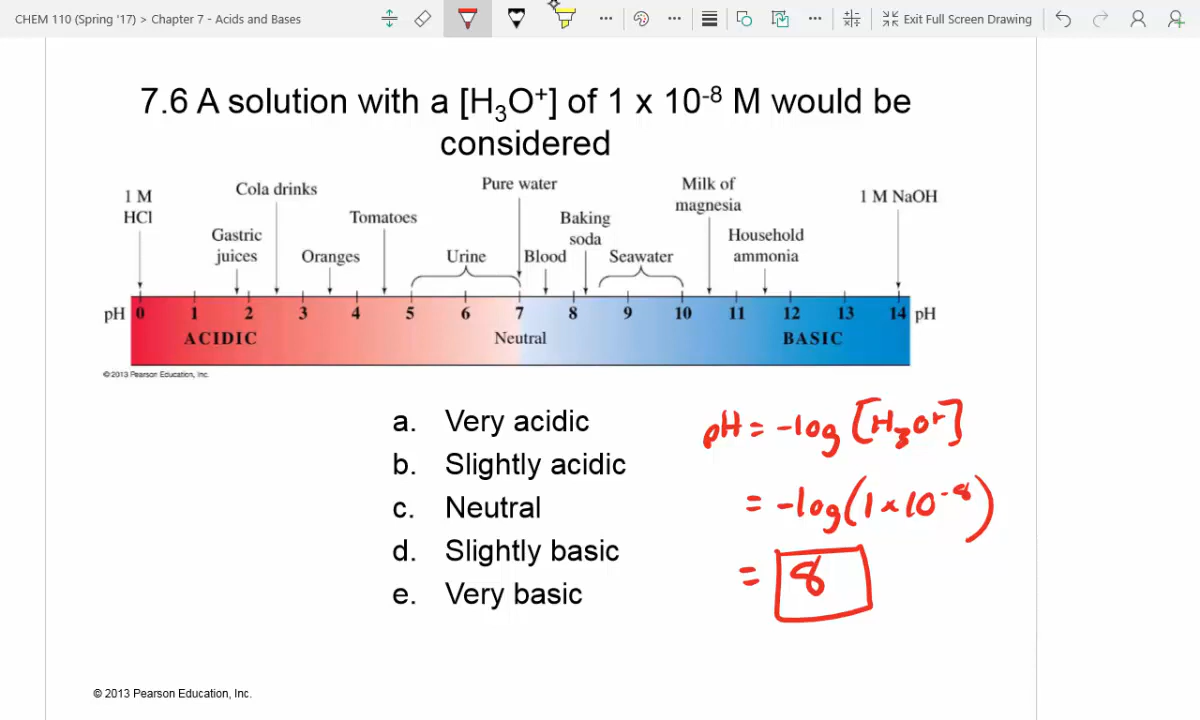 CHEM 110 (Spring '17) > Chapter 7 - Acids and Bases
Exit Full Screen Drawing
7.6 A solution with a [H₃O⁺] of 1 x 10⁻⁸ M would be
considered
1 M
HCl
Gastric
juices
Cola drinks
Oranges
Tomatoes
Urine
Pure water
Blood
Baking
soda
Seawater
Milk of
magnesia
Household
ammonia
1 M NaOH
pH 0 1 2 3 4 5 6 7 8 9 10 11 12 13 14 pH
ACIDIC Neutral BASIC
©2013 Pearson Education, Inc.
a. Very acidic
b. Slightly acidic
c. Neutral
d. Slightly basic
e. Very basic
pH = -log [H₃O⁺]
= -log(1 × 10⁻⁸)
= 8
© 2013 Pearson Education, Inc.